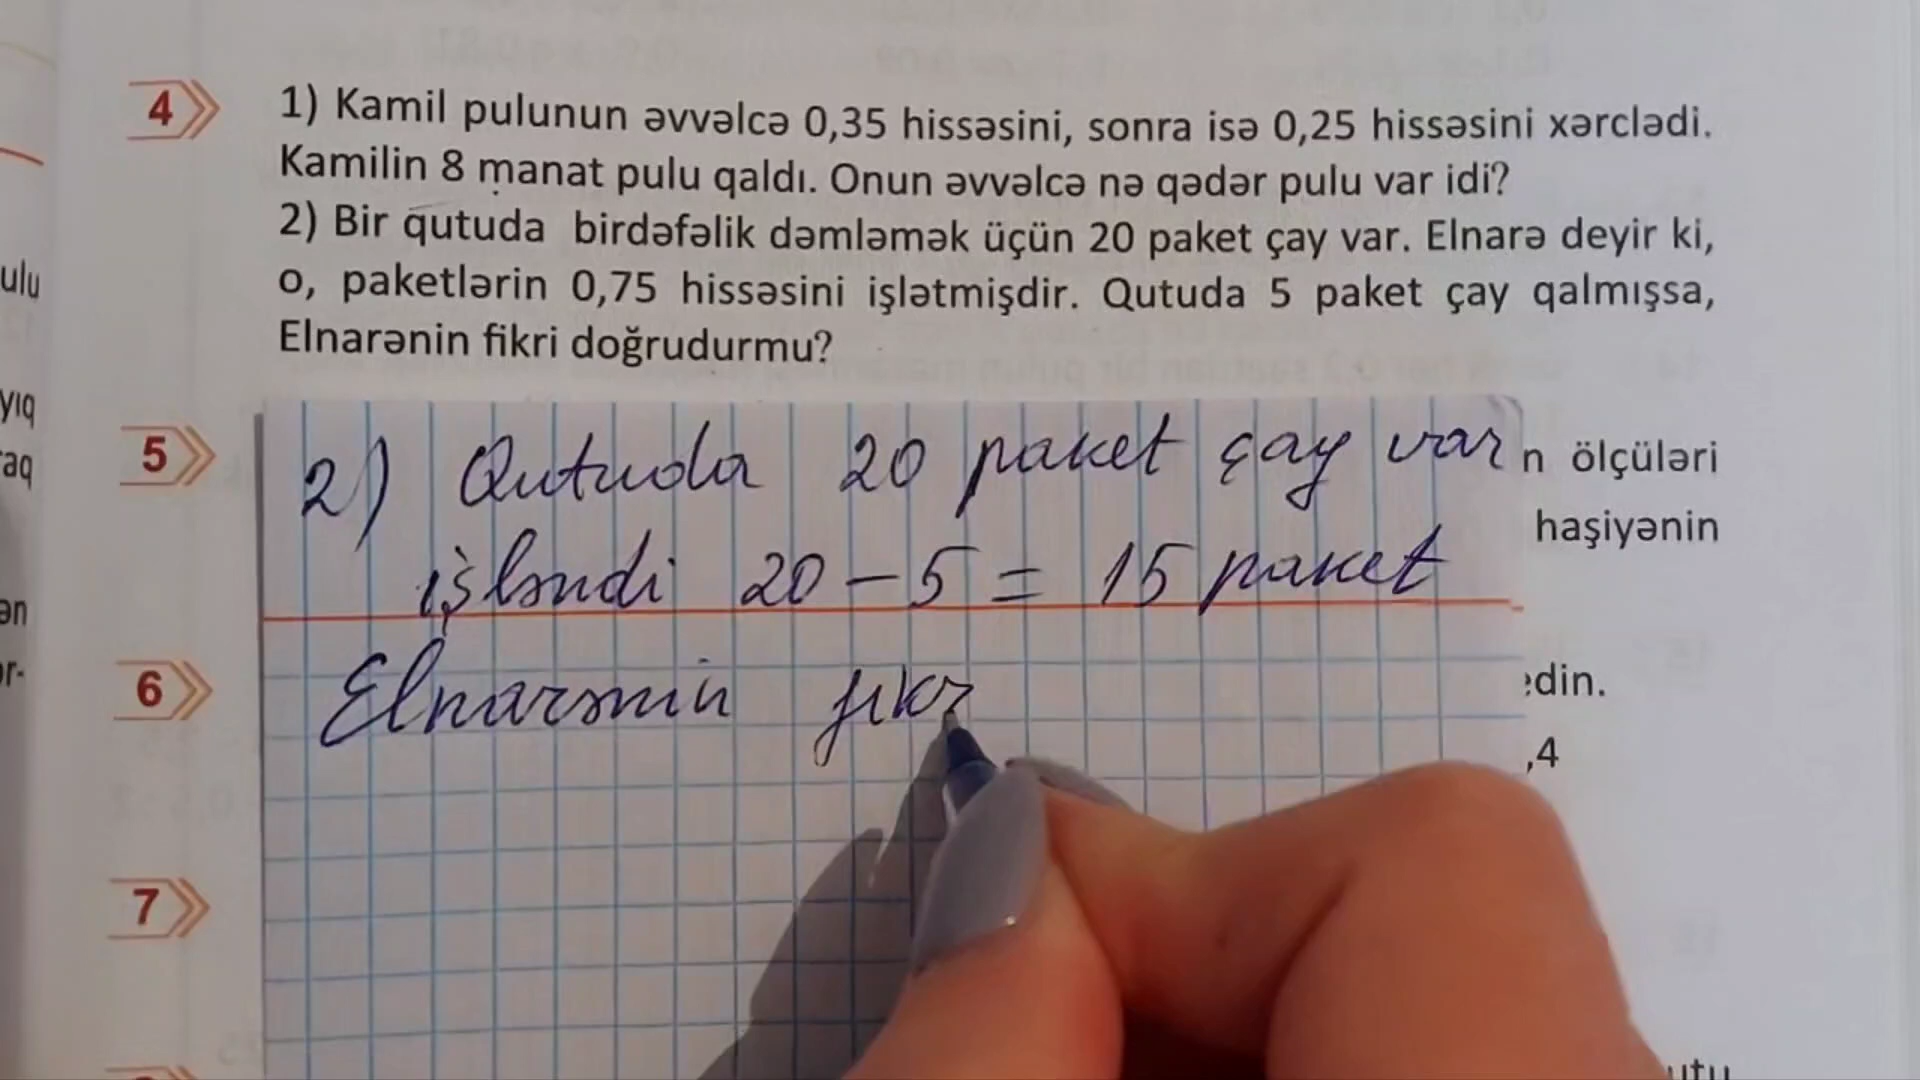 4
1) Kamil pulunun əvvəlcə 0,35 hissəsini, sonra isə 0,25 hissəsini xərclədi.
Kamilin 8 manat pulu qaldı. Onun əvvəlcə nə qədər pulu var idi?
2) Bir qutuda birdəfəlik dəmləmək üçün 20 paket çay var. Elnarə deyir ki,
o, paketlərin 0,75 hissəsini işlətmişdir. Qutuda 5 paket çay qalmışsa,
Elnarənin fikri doğrudurmu?
ulu
yıq
5
2) Qutuda 20 paket çay var
n ölçüləri
haşiyənin
işləndi 20 - 5 = 15 paket
6
Elnarənin fikr
edin.
,4
7